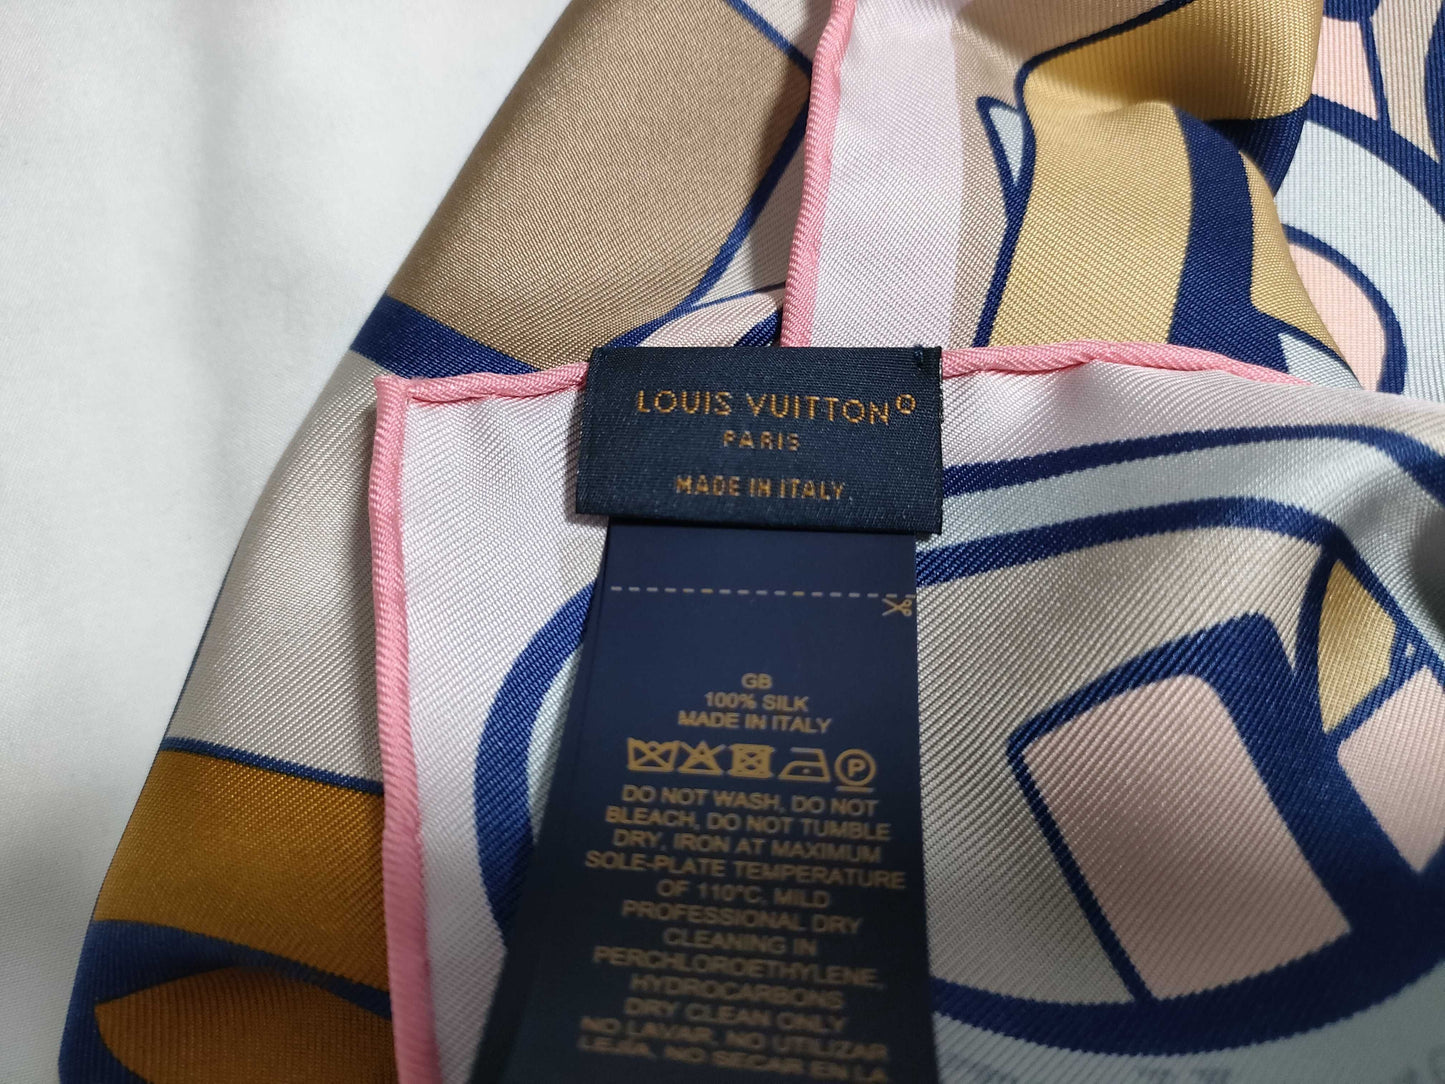 LOUIS VUITTON®
PARIS
MADE IN ITALY
GB
100% SILK
MADE IN ITALY
P
DO NOT WASH, DO NOT
BLEACH, DO NOT TUMBLE
DRY, IRON AT MAXIMUM
SOLE-PLATE TEMPERATURE
OF 110°C, MILD
PROFESSIONAL DRY
CLEANING IN
PERCHLOROETHYLENE,
HYDROCARBONS
DRY CLEAN ONLY
NO LAVAR, NO UTILIZAR
LEJÍA, NO SECAR EN LA